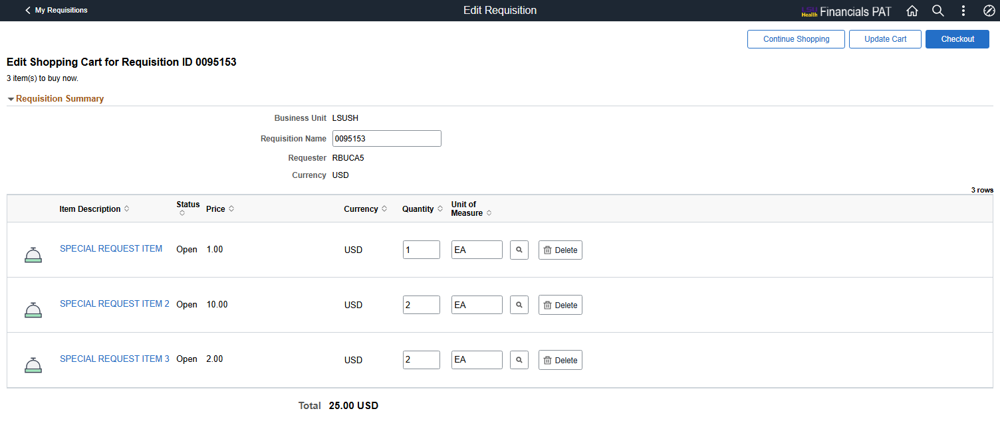 My Requisitions
Edit Requisition
LSU Health Financials PAT
Continue Shopping
Update Cart
Checkout
Edit Shopping Cart for Requisition ID 0095153
3 item(s) to buy now.
Requisition Summary
Business Unit LSUSH
Requisition Name 0095153
Requester RBUCA5
Currency USD
3 rows
Item Description Status Price Currency Quantity Unit of Measure
SPECIAL REQUEST ITEM Open 1.00 USD 1 EA Delete
SPECIAL REQUEST ITEM 2 Open 10.00 USD 2 EA Delete
SPECIAL REQUEST ITEM 3 Open 2.00 USD 2 EA Delete
Total 25.00 USD